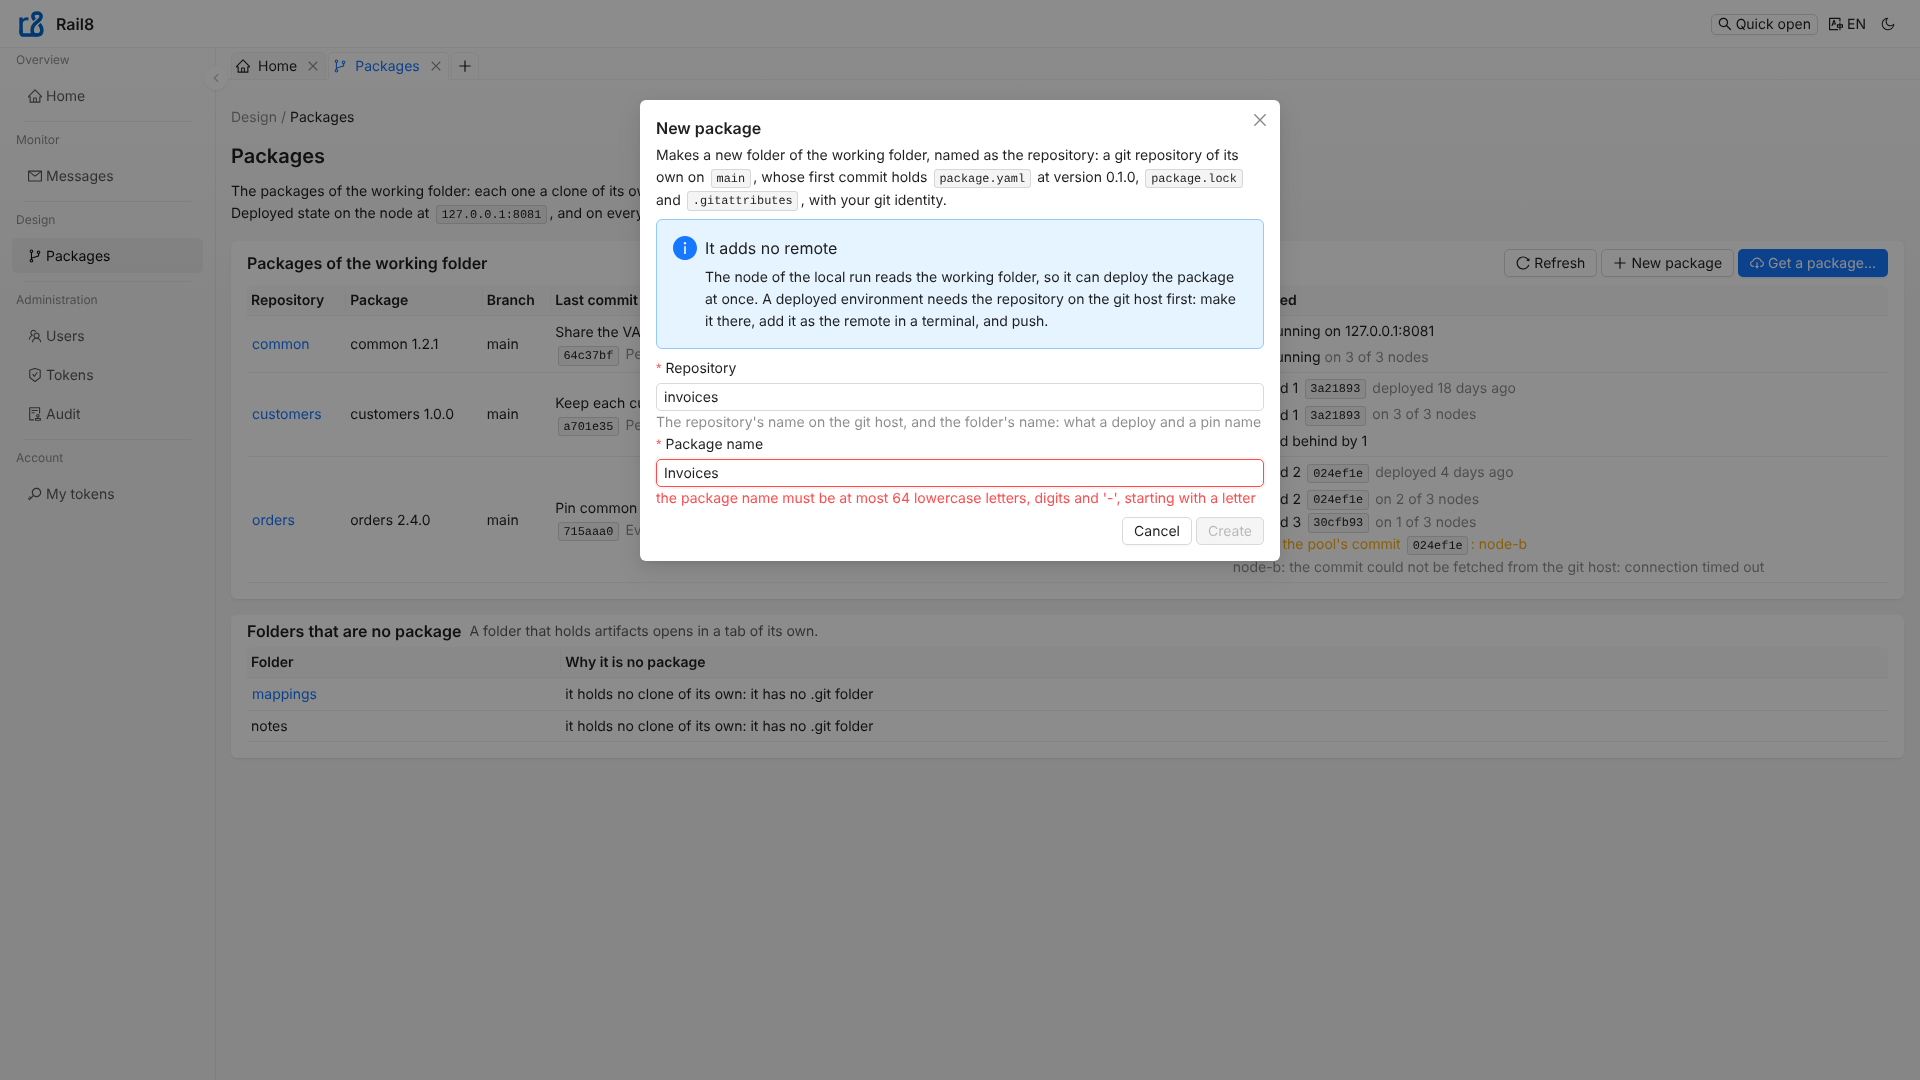 Rail8
Quick open
EN
Overview
Home
Monitor
Messages
Design
Packages
Administration
Users
Tokens
Audit
Account
My tokens
Home
Packages
Design / Packages
Packages
The packages of the working folder: each one a clone of its
Deployed state on the node at 127.0.0.1:8081, and on every
Packages of the working folder
Refresh
New package
Get a package...
Repository Package Branch Last commit
common common 1.2.1 main Share the
64c37bf
unning on 127.0.0.1:8081
unning on 3 of 3 nodes
customers customers 1.0.0 main Keep each
a701e35
d 1 3a21893 deployed 18 days ago
d 1 3a21893 on 3 of 3 nodes
d behind by 1
orders orders 2.4.0 main Pin common
715aaa0
d 2 024ef1e deployed 4 days ago
d 2 024ef1e on 2 of 3 nodes
d 3 30cfb93 on 1 of 3 nodes
the pool's commit 024ef1e : node-b
node-b: the commit could not be fetched from the git host: connection timed out
Folders that are no package A folder that holds artifacts opens in a tab of its own.
Folder Why it is no package
mappings it holds no clone of its own: it has no .git folder
notes it holds no clone of its own: it has no .git folder
New package
Makes a new folder of the working folder, named as the repository: a git repository of its
own on main, whose first commit holds package.yaml at version 0.1.0, package.lock
and .gitattributes, with your git identity.
It adds no remote
The node of the local run reads the working folder, so it can deploy the package
at once. A deployed environment needs the repository on the git host first: make
it there, add it as the remote in a terminal, and push.
* Repository
invoices
The repository's name on the git host, and the folder's name: what a deploy and a pin name
* Package name
Invoices
the package name must be at most 64 lowercase letters, digits and '-', starting with a letter
Cancel
Create